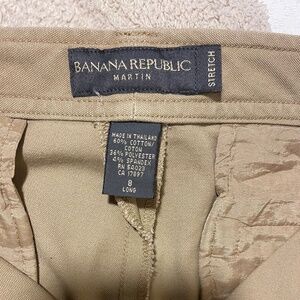 BANANA REPUBLIC
MARTIN
STRETCH
MADE IN THAILAND
60% COTTON/
COTON
36% POLYESTER
4% SPANDEX
RN 54023
CA 17897
8
LONG